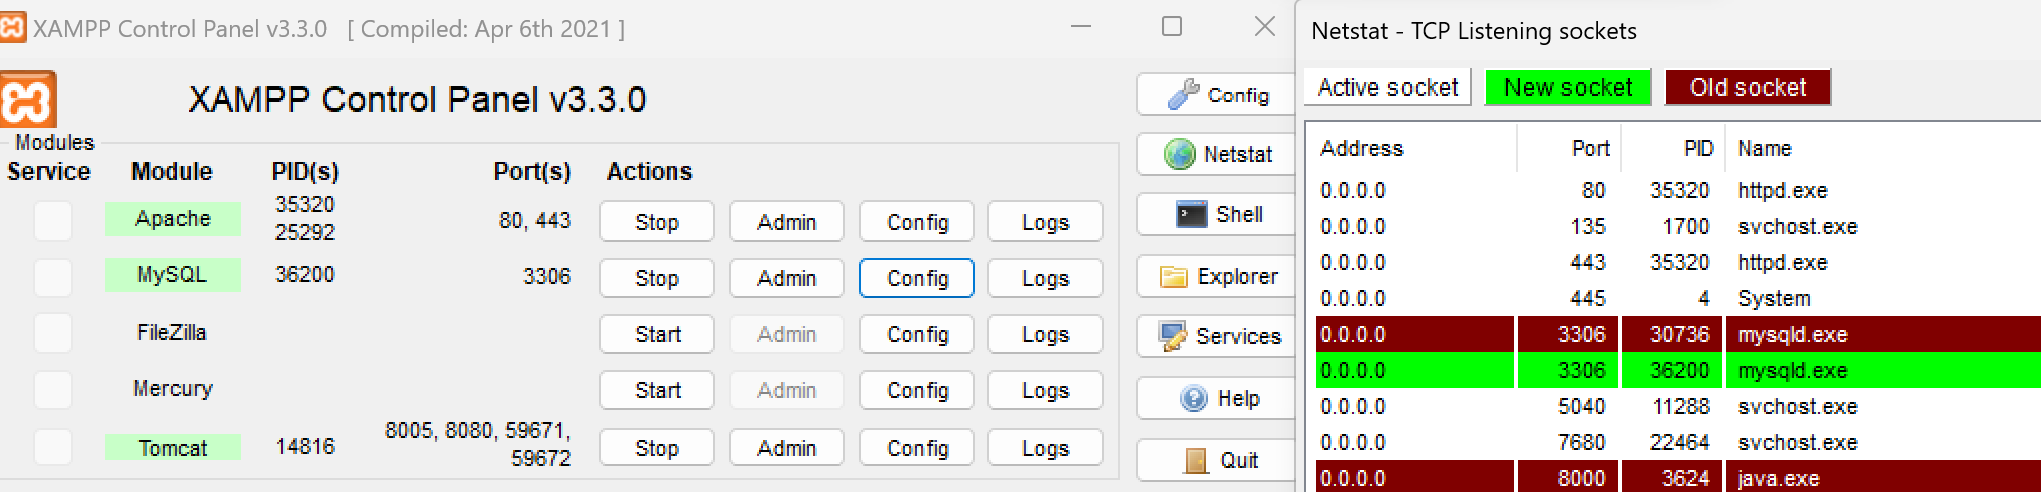 XAMPP Control Panel v3.3.0 [ Compiled: Apr 6th 2021 ]
XAMPP Control Panel v3.3.0
Modules
Service Module PID(s) Port(s) Actions
Apache 35320 25292 80, 443 Stop Admin Config Logs
MySQL 36200 3306 Stop Admin Config Logs
FileZilla Start Admin Config Logs
Mercury Start Admin Config Logs
Tomcat 14816 8005, 8080, 59671, 59672 Stop Admin Config Logs
Config
Netstat
Shell
Explorer
Services
Help
Quit
Netstat - TCP Listening sockets
Active socket New socket Old socket
Address Port PID Name
0.0.0.0 80 35320 httpd.exe
0.0.0.0 135 1700 svchost.exe
0.0.0.0 443 35320 httpd.exe
0.0.0.0 445 4 System
0.0.0.0 3306 30736 mysqld.exe
0.0.0.0 3306 36200 mysqld.exe
0.0.0.0 5040 11288 svchost.exe
0.0.0.0 7680 22464 svchost.exe
0.0.0.0 8000 3624 java.exe